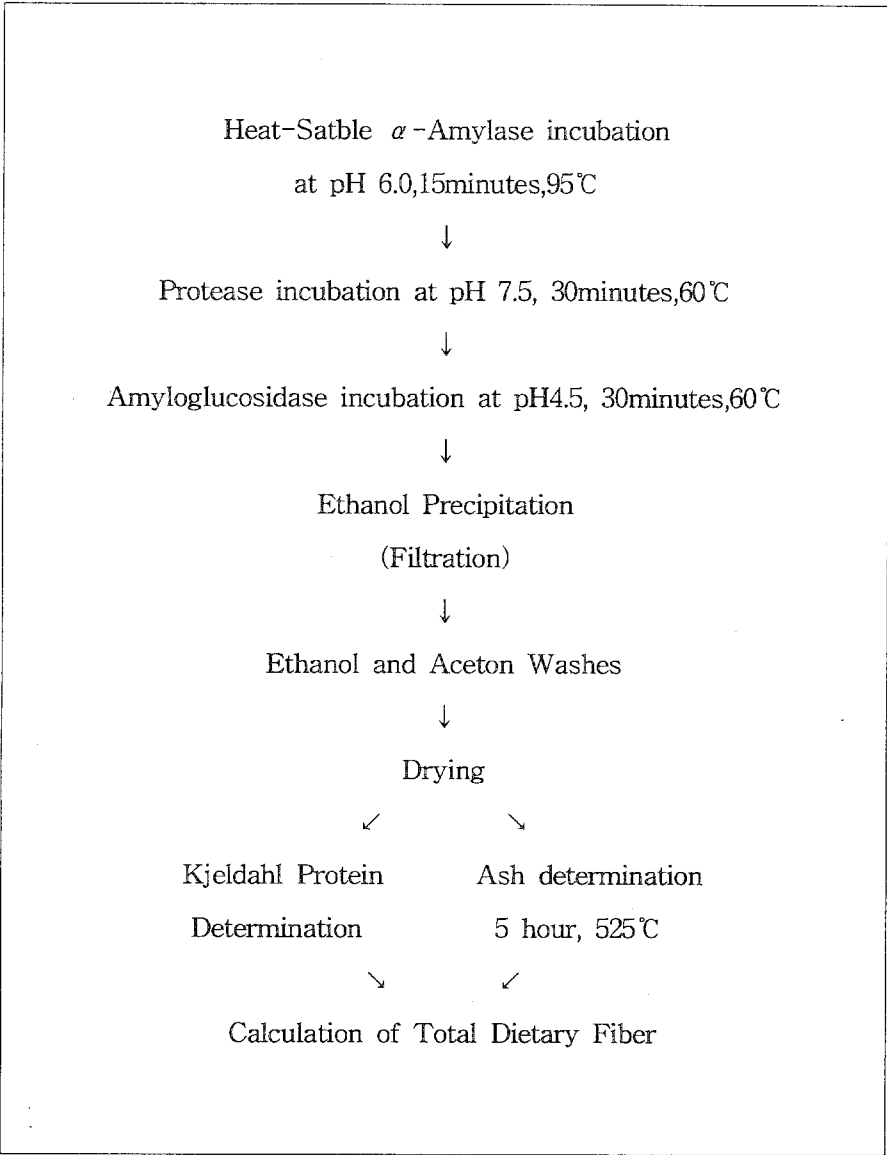 Heat-Satble α-Amylase incubation
at pH 6.0,15minutes,95℃
↓
Protease incubation at pH 7.5, 30minutes,60℃
↓
Amyloglucosidase incubation at pH4.5, 30minutes,60℃
↓
Ethanol Precipitation
(Filtration)
↓
Ethanol and Aceton Washes
↓
Drying
↙ ↘
Kjeldahl Protein Ash determination
Determination 5 hour, 525℃
↘ ↙
Calculation of Total Dietary Fiber